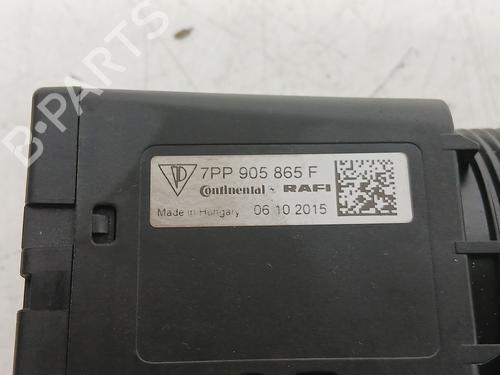 B-PARTS
7PP 905 865 F
Continental + RAFI
Made in Hungary 06.10.2015